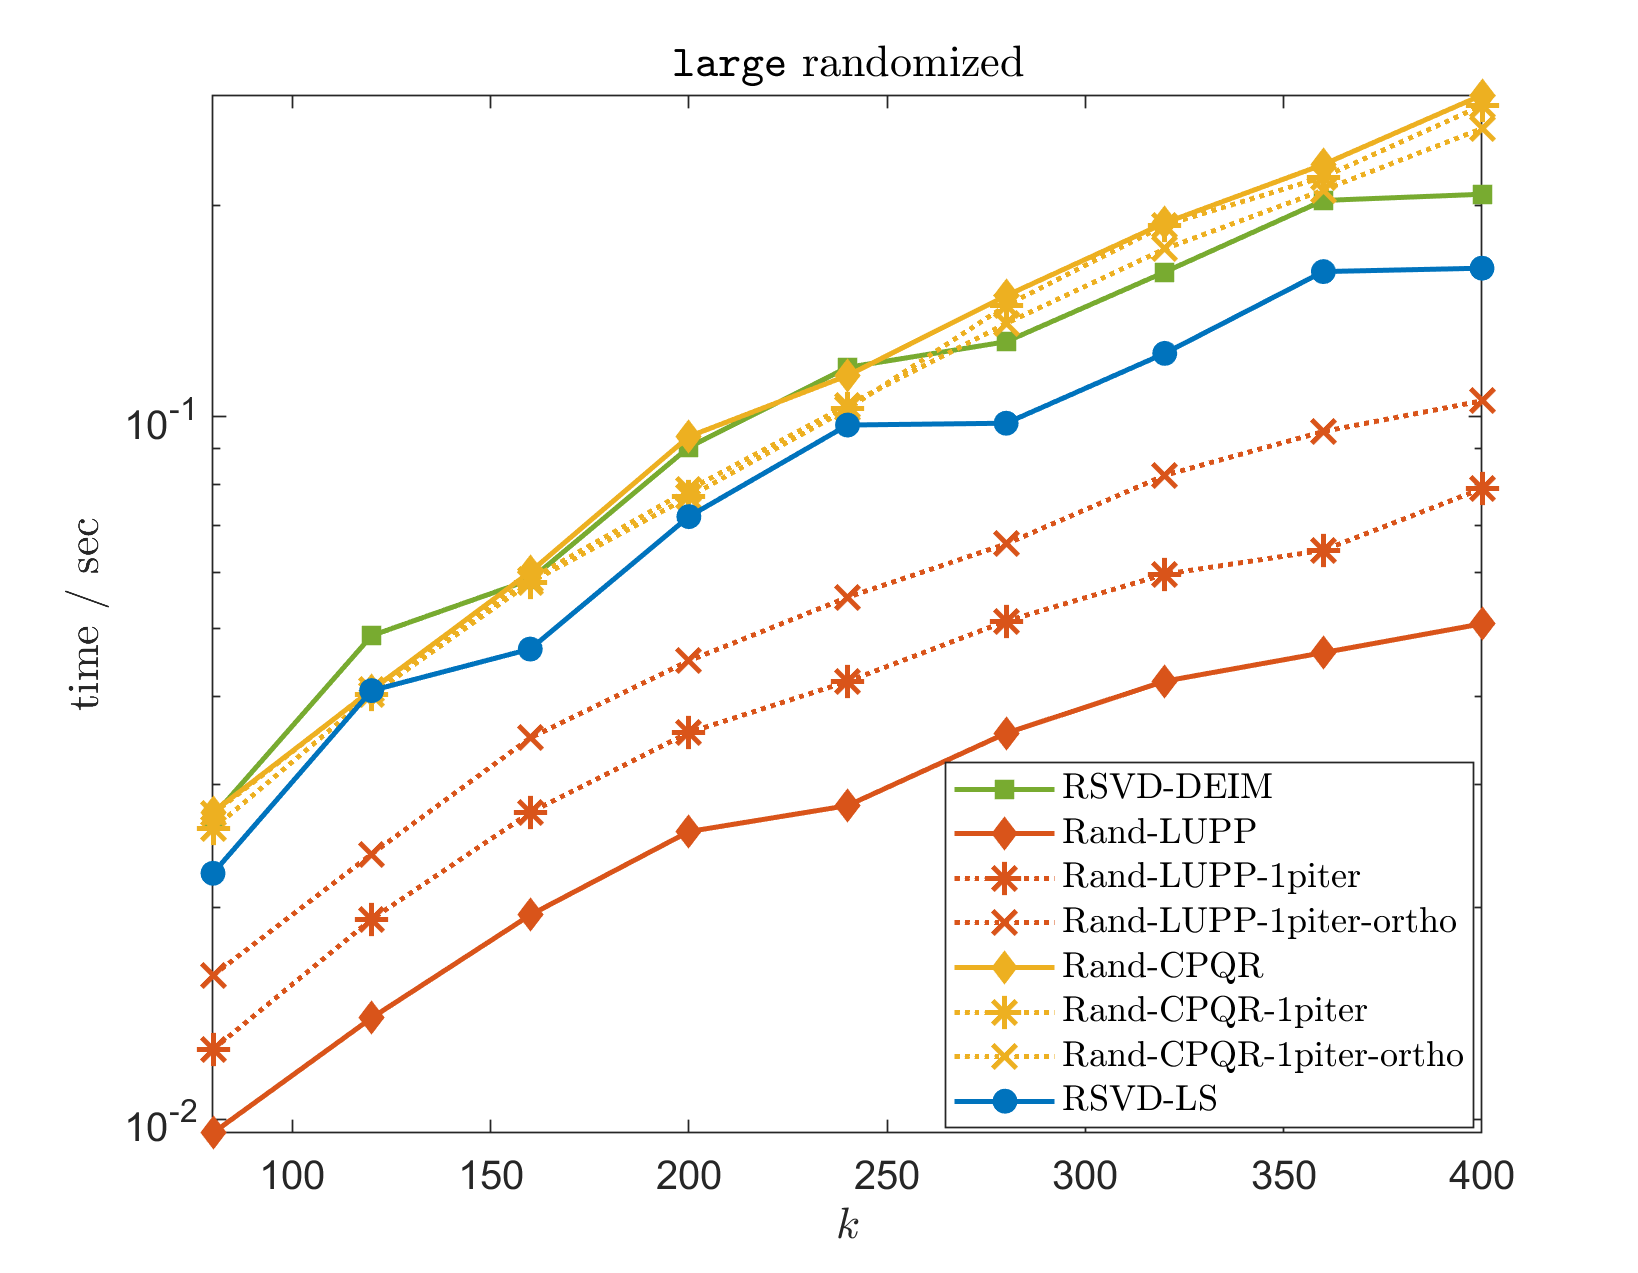 large randomized
time / sec
10^-1
10^-2
100 150 200 250 300 350 400
k
RSVD-DEIM
Rand-LUPP
Rand-LUPP-1piter
Rand-LUPP-1piter-ortho
Rand-CPQR
Rand-CPQR-1piter
Rand-CPQR-1piter-ortho
RSVD-LS